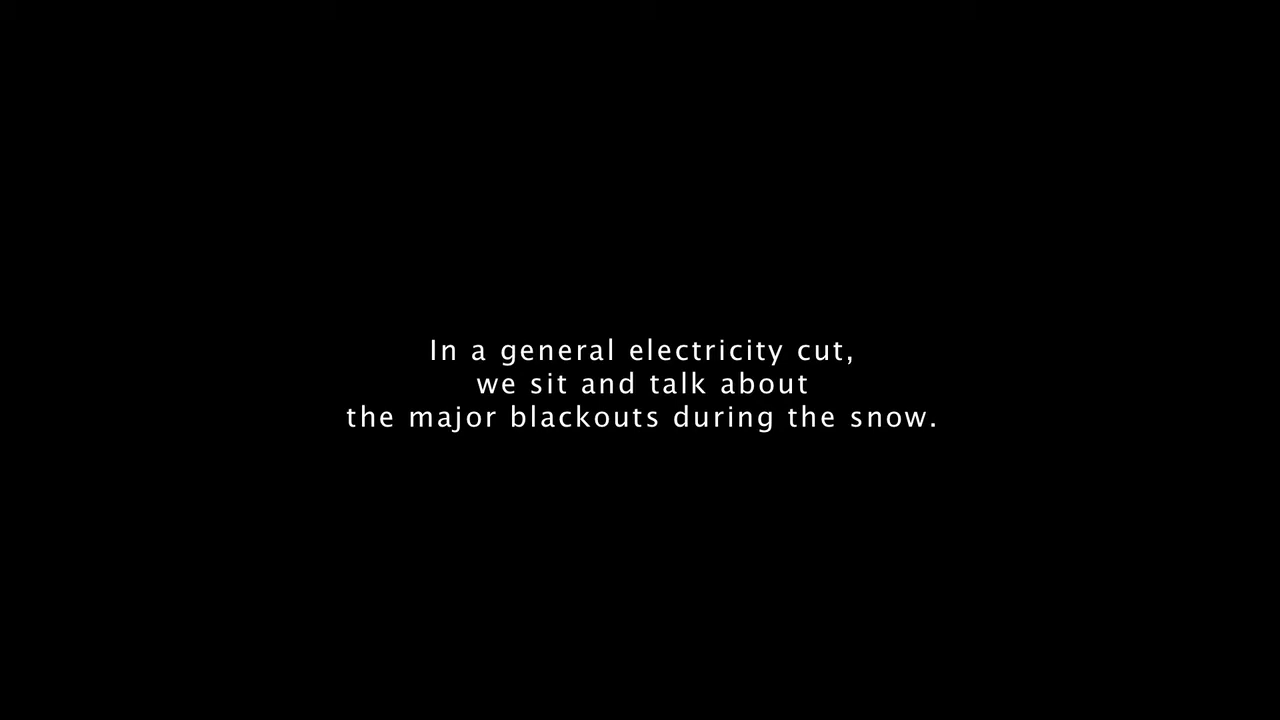 In a general electricity cut,
we sit and talk about
the major blackouts during the snow.